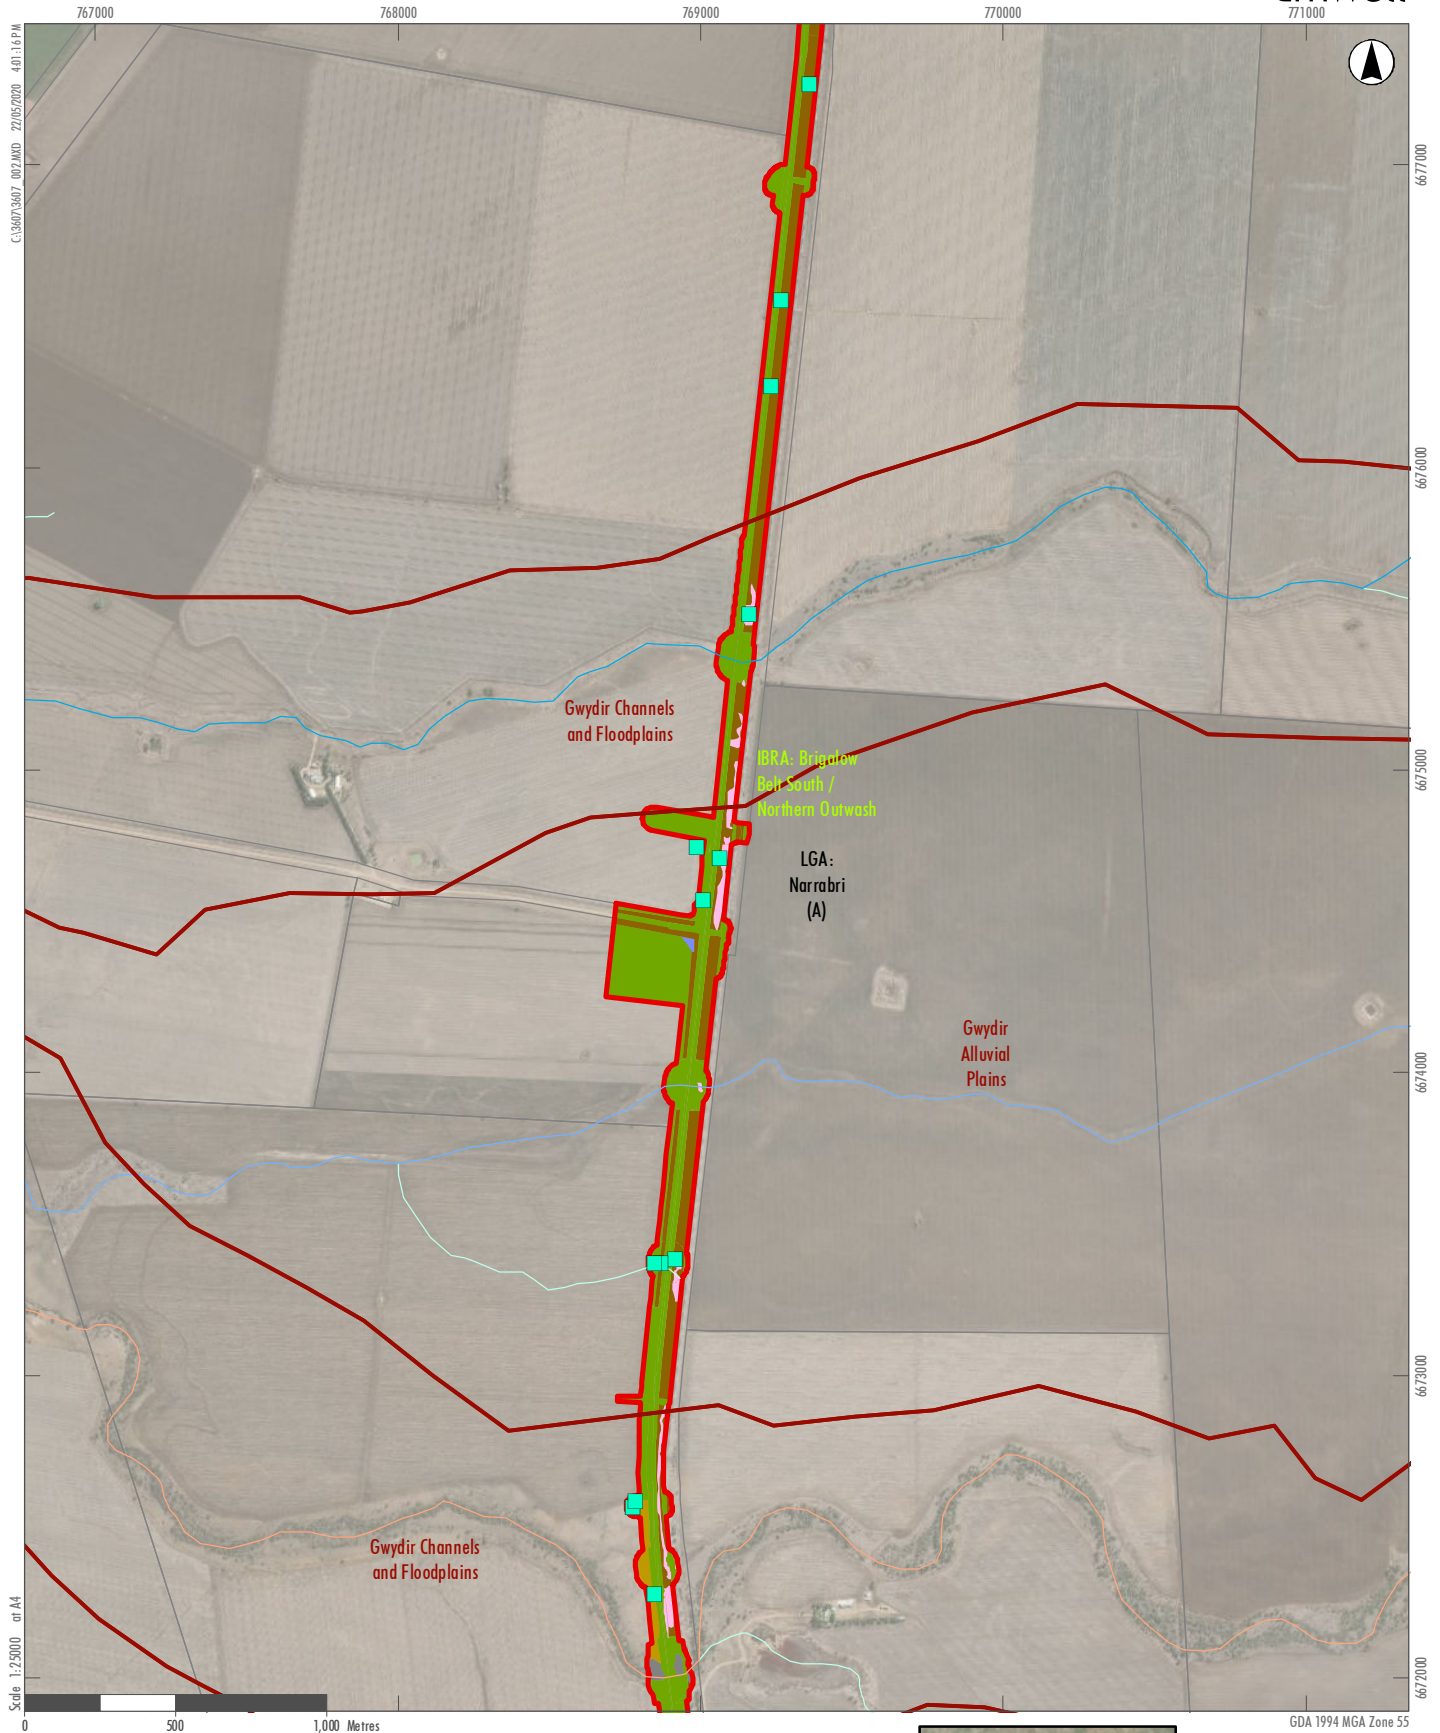 767000
768000
769000
770000
771000
C:\3607\3607_002.MXD 22/05/2020 4:01:16 PM
6677000
6676000
6675000
6674000
6673000
6672000
Gwydir Channels
and Floodplains
IBRA: Brigalow
Belt South /
Northern Outwash
LGA:
Narrabri
(A)
Gwydir
Alluvial
Plains
Gwydir Channels
and Floodplains
Scale 1:25000 at A4
0 500 1,000 Metres
GDA 1994 MGA Zone 55